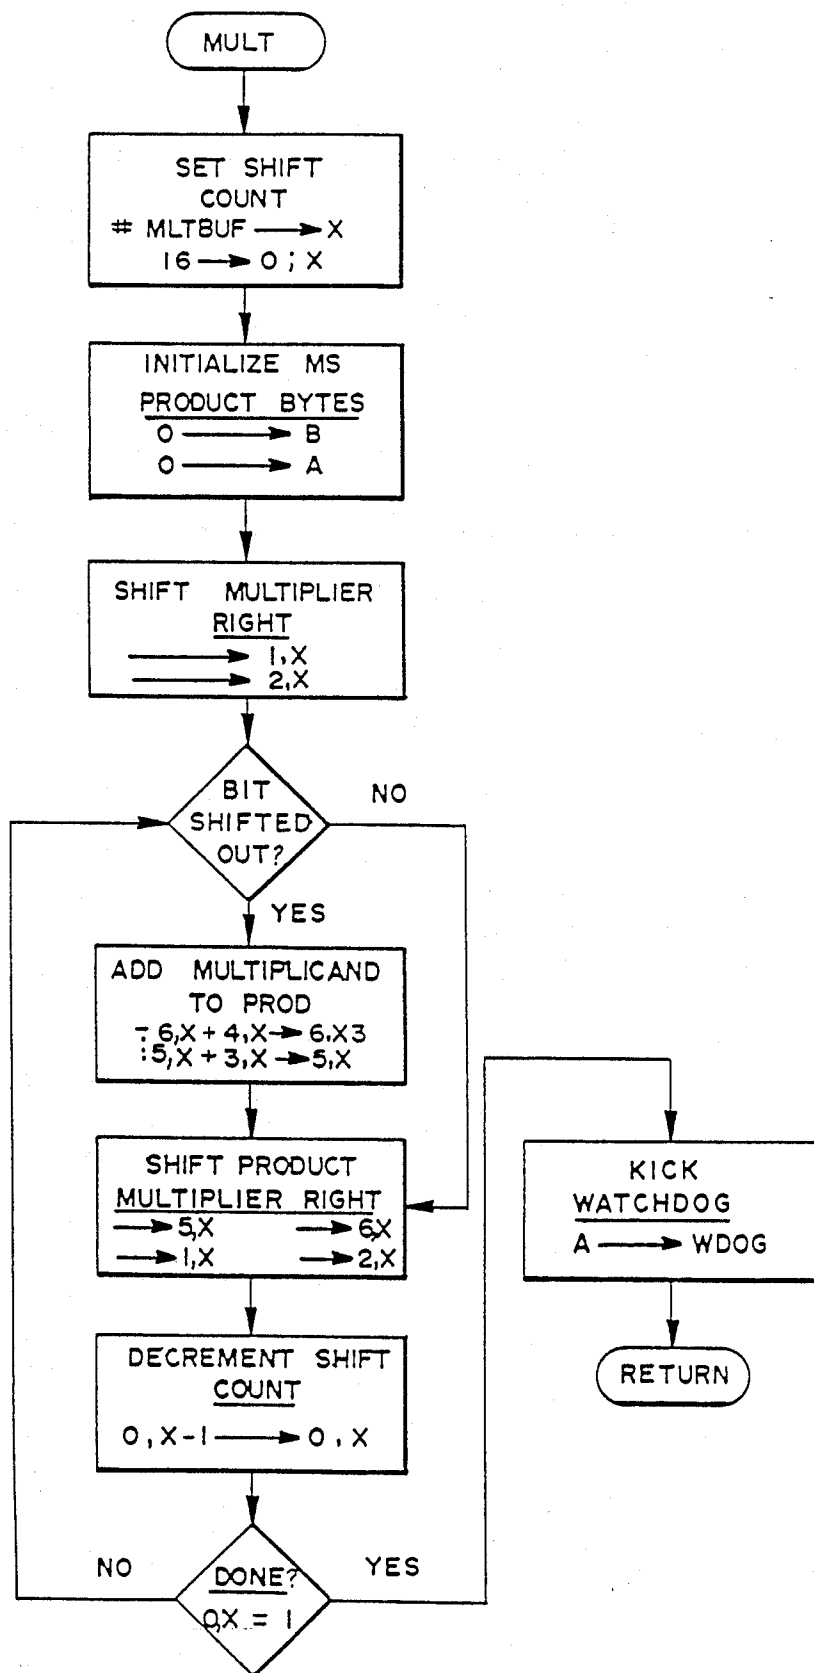 MULT
SET SHIFT
COUNT
# MLTBUF → X
16 → 0 ; X
INITIALIZE MS
PRODUCT BYTES
0 → B
0 → A
SHIFT MULTIPLIER
RIGHT
→ 1,X
→ 2,X
BIT
SHIFTED
OUT?
NO
YES
ADD MULTIPLICAND
TO PROD
- 6,X + 4,X → 6,X3
:5,X + 3,X → 5,X
SHIFT PRODUCT
MULTIPLIER RIGHT
→ 5,X → 6,X
→ 1,X → 2,X
DECREMENT SHIFT
COUNT
0,X-1 → 0,X
DONE?
0,X = 1
NO
YES
KICK
WATCHDOG
A → WDOG
RETURN